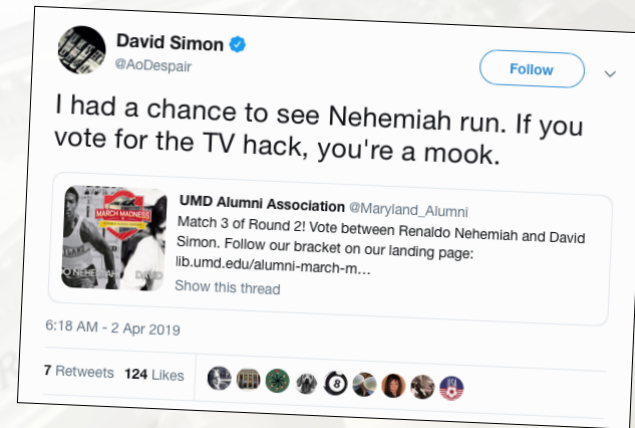 David Simon
@AoDespair
Follow
I had a chance to see Nehemiah run. If you
vote for the TV hack, you're a mook.
MARCH MADNESS
UMD Alumni Association @Maryland_Alumni
Match 3 of Round 2! Vote between Renaldo Nehemiah and David
Simon. Follow our bracket on our landing page:
lib.umd.edu/alumni-march-m…
Show this thread
6:18 AM - 2 Apr 2019
7 Retweets 124 Likes
8